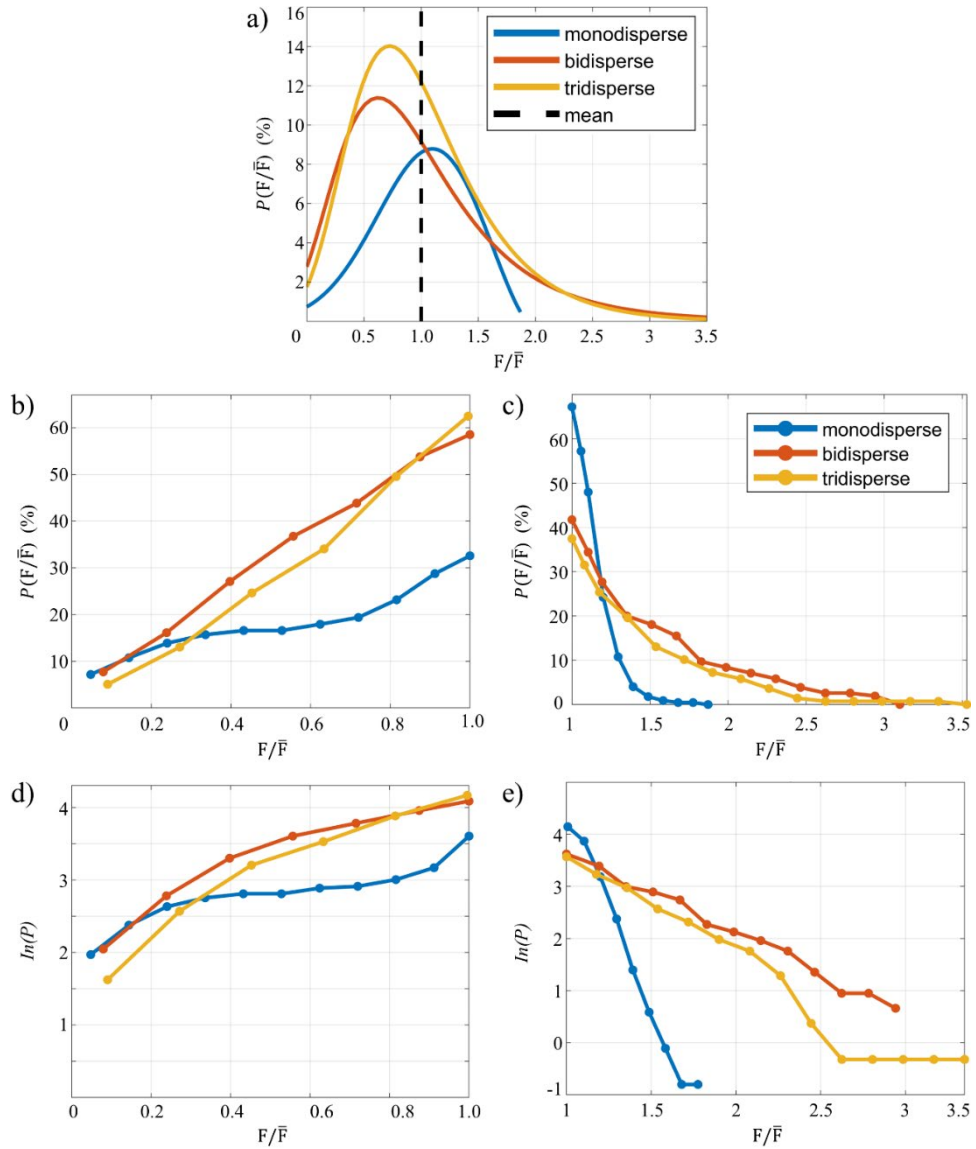 a)
16
14
12
10
8
6
4
2
P(F/F̅) (%)
monodisperse
bidisperse
tridisperse
mean
0 0.5 1.0 1.5 2.0 2.5 3.0 3.5
F/F̅
b)
60
50
40
30
20
10
P(F/F̅) (%)
0 0.2 0.4 0.6 0.8 1.0
F/F̅
c)
60
50
40
30
20
10
0
P(F/F̅) (%)
monodisperse
bidisperse
tridisperse
1 1.5 2 2.5 3 3.5
F/F̅
d)
4
3
2
1
In(P)
0 0.2 0.4 0.6 0.8 1.0
F/F̅
e)
4
3
2
1
0
-1
In(P)
1 1.5 2 2.5 3 3.5
F/F̅